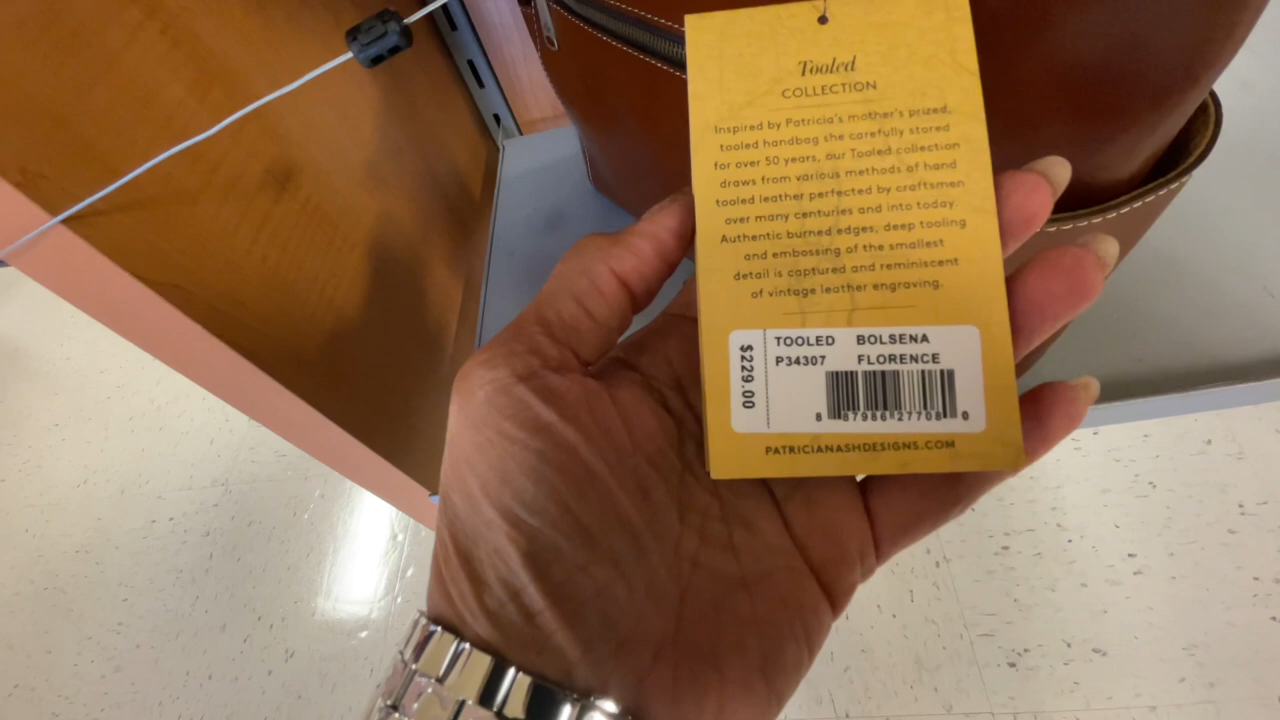 Tooled
COLLECTION
Inspired by Patricia's mother's prized,
tooled handbag she carefully stored
for over 50 years, our Tooled collection
draws from various methods of hand
tooled leather perfected by craftsmen
over many centuries and into today.
Authentic burned edges, deep tooling
and embossing of the smallest
detail is captured and reminiscent
of vintage leather engraving.
$229.00
TOOLED BOLSENA
P34307 FLORENCE
8 87986 27708 0
PATRICIANASHDESIGNS.COM